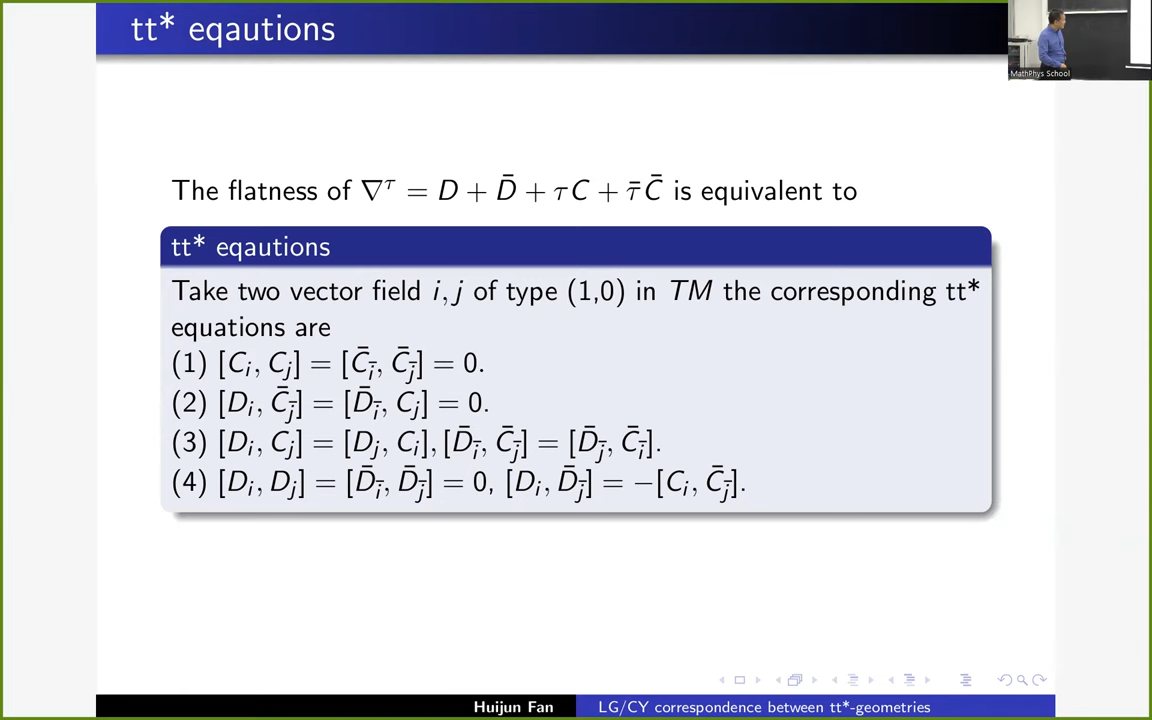 tt* eqautions
MathPhys School
The flatness of ∇^τ = D + D̄ + τC + τ̄C̄ is equivalent to
tt* eqautions
Take two vector field i, j of type (1,0) in TM the corresponding tt*
equations are
(1) [C_i, C_j] = [C̄_ī, C̄_j̄] = 0.
(2) [D_i, C̄_j̄] = [D̄_ī, C_j] = 0.
(3) [D_i, C_j] = [D_j, C_i], [D̄_ī, C̄_j̄] = [D̄_j̄, C̄_ī].
(4) [D_i, D_j] = [D̄_ī, D̄_j̄] = 0, [D_i, D̄_j̄] = −[C_i, C̄_j̄].
Huijun Fan LG/CY correspondence between tt*-geometries